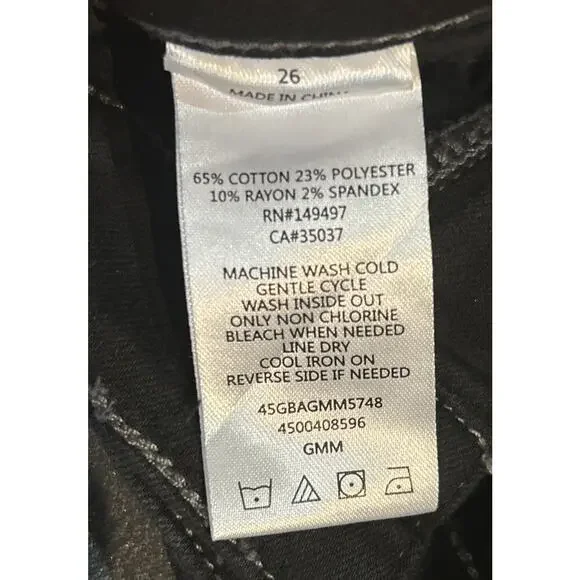 26
MADE IN CHINA
65% COTTON 23% POLYESTER
10% RAYON 2% SPANDEX
RN#149497
CA#35037
MACHINE WASH COLD
GENTLE CYCLE
WASH INSIDE OUT
ONLY NON CHLORINE
BLEACH WHEN NEEDED
LINE DRY
COOL IRON ON
REVERSE SIDE IF NEEDED
45GBAGMM5748
4500408596
GMM